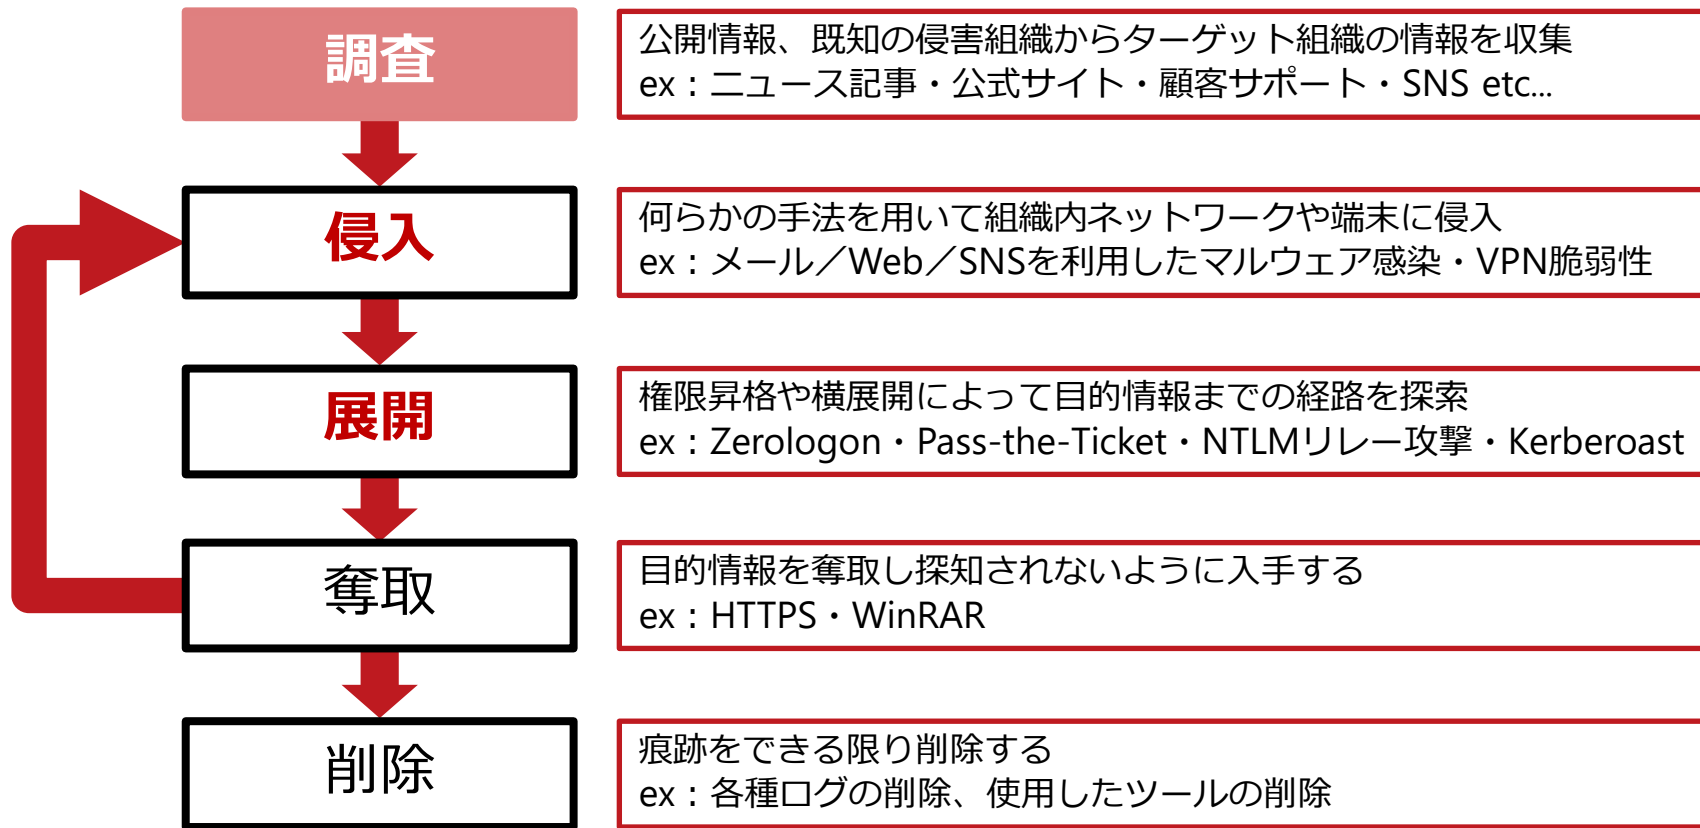 調査
公開情報、既知の侵害組織からターゲット組織の情報を収集
ex：ニュース記事・公式サイト・顧客サポート・SNS etc...
侵入
何らかの手法を用いて組織内ネットワークや端末に侵入
ex：メール／Web／SNSを利用したマルウェア感染・VPN脆弱性
展開
権限昇格や横展開によって目的情報までの経路を探索
ex：Zerologon・Pass-the-Ticket・NTLMリレー攻撃・Kerberoast
奪取
目的情報を奪取し探知されないように入手する
ex：HTTPS・WinRAR
削除
痕跡をできる限り削除する
ex：各種ログの削除、使用したツールの削除